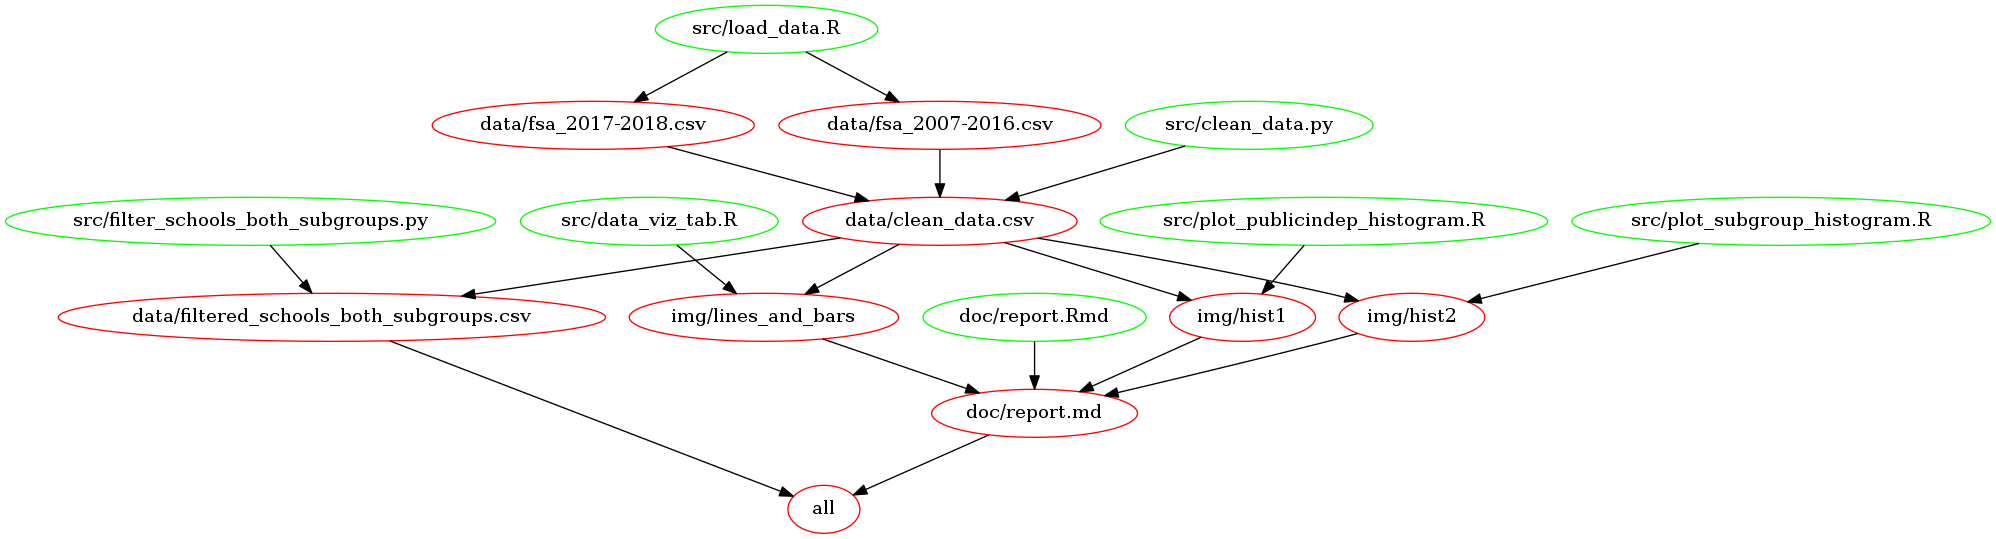 src/load_data.R
data/fsa_2017-2018.csv
data/fsa_2007-2016.csv
src/clean_data.py
src/filter_schools_both_subgroups.py
src/data_viz_tab.R
data/clean_data.csv
src/plot_publicindep_histogram.R
src/plot_subgroup_histogram.R
data/filtered_schools_both_subgroups.csv
img/lines_and_bars
doc/report.Rmd
img/hist1
img/hist2
doc/report.md
all